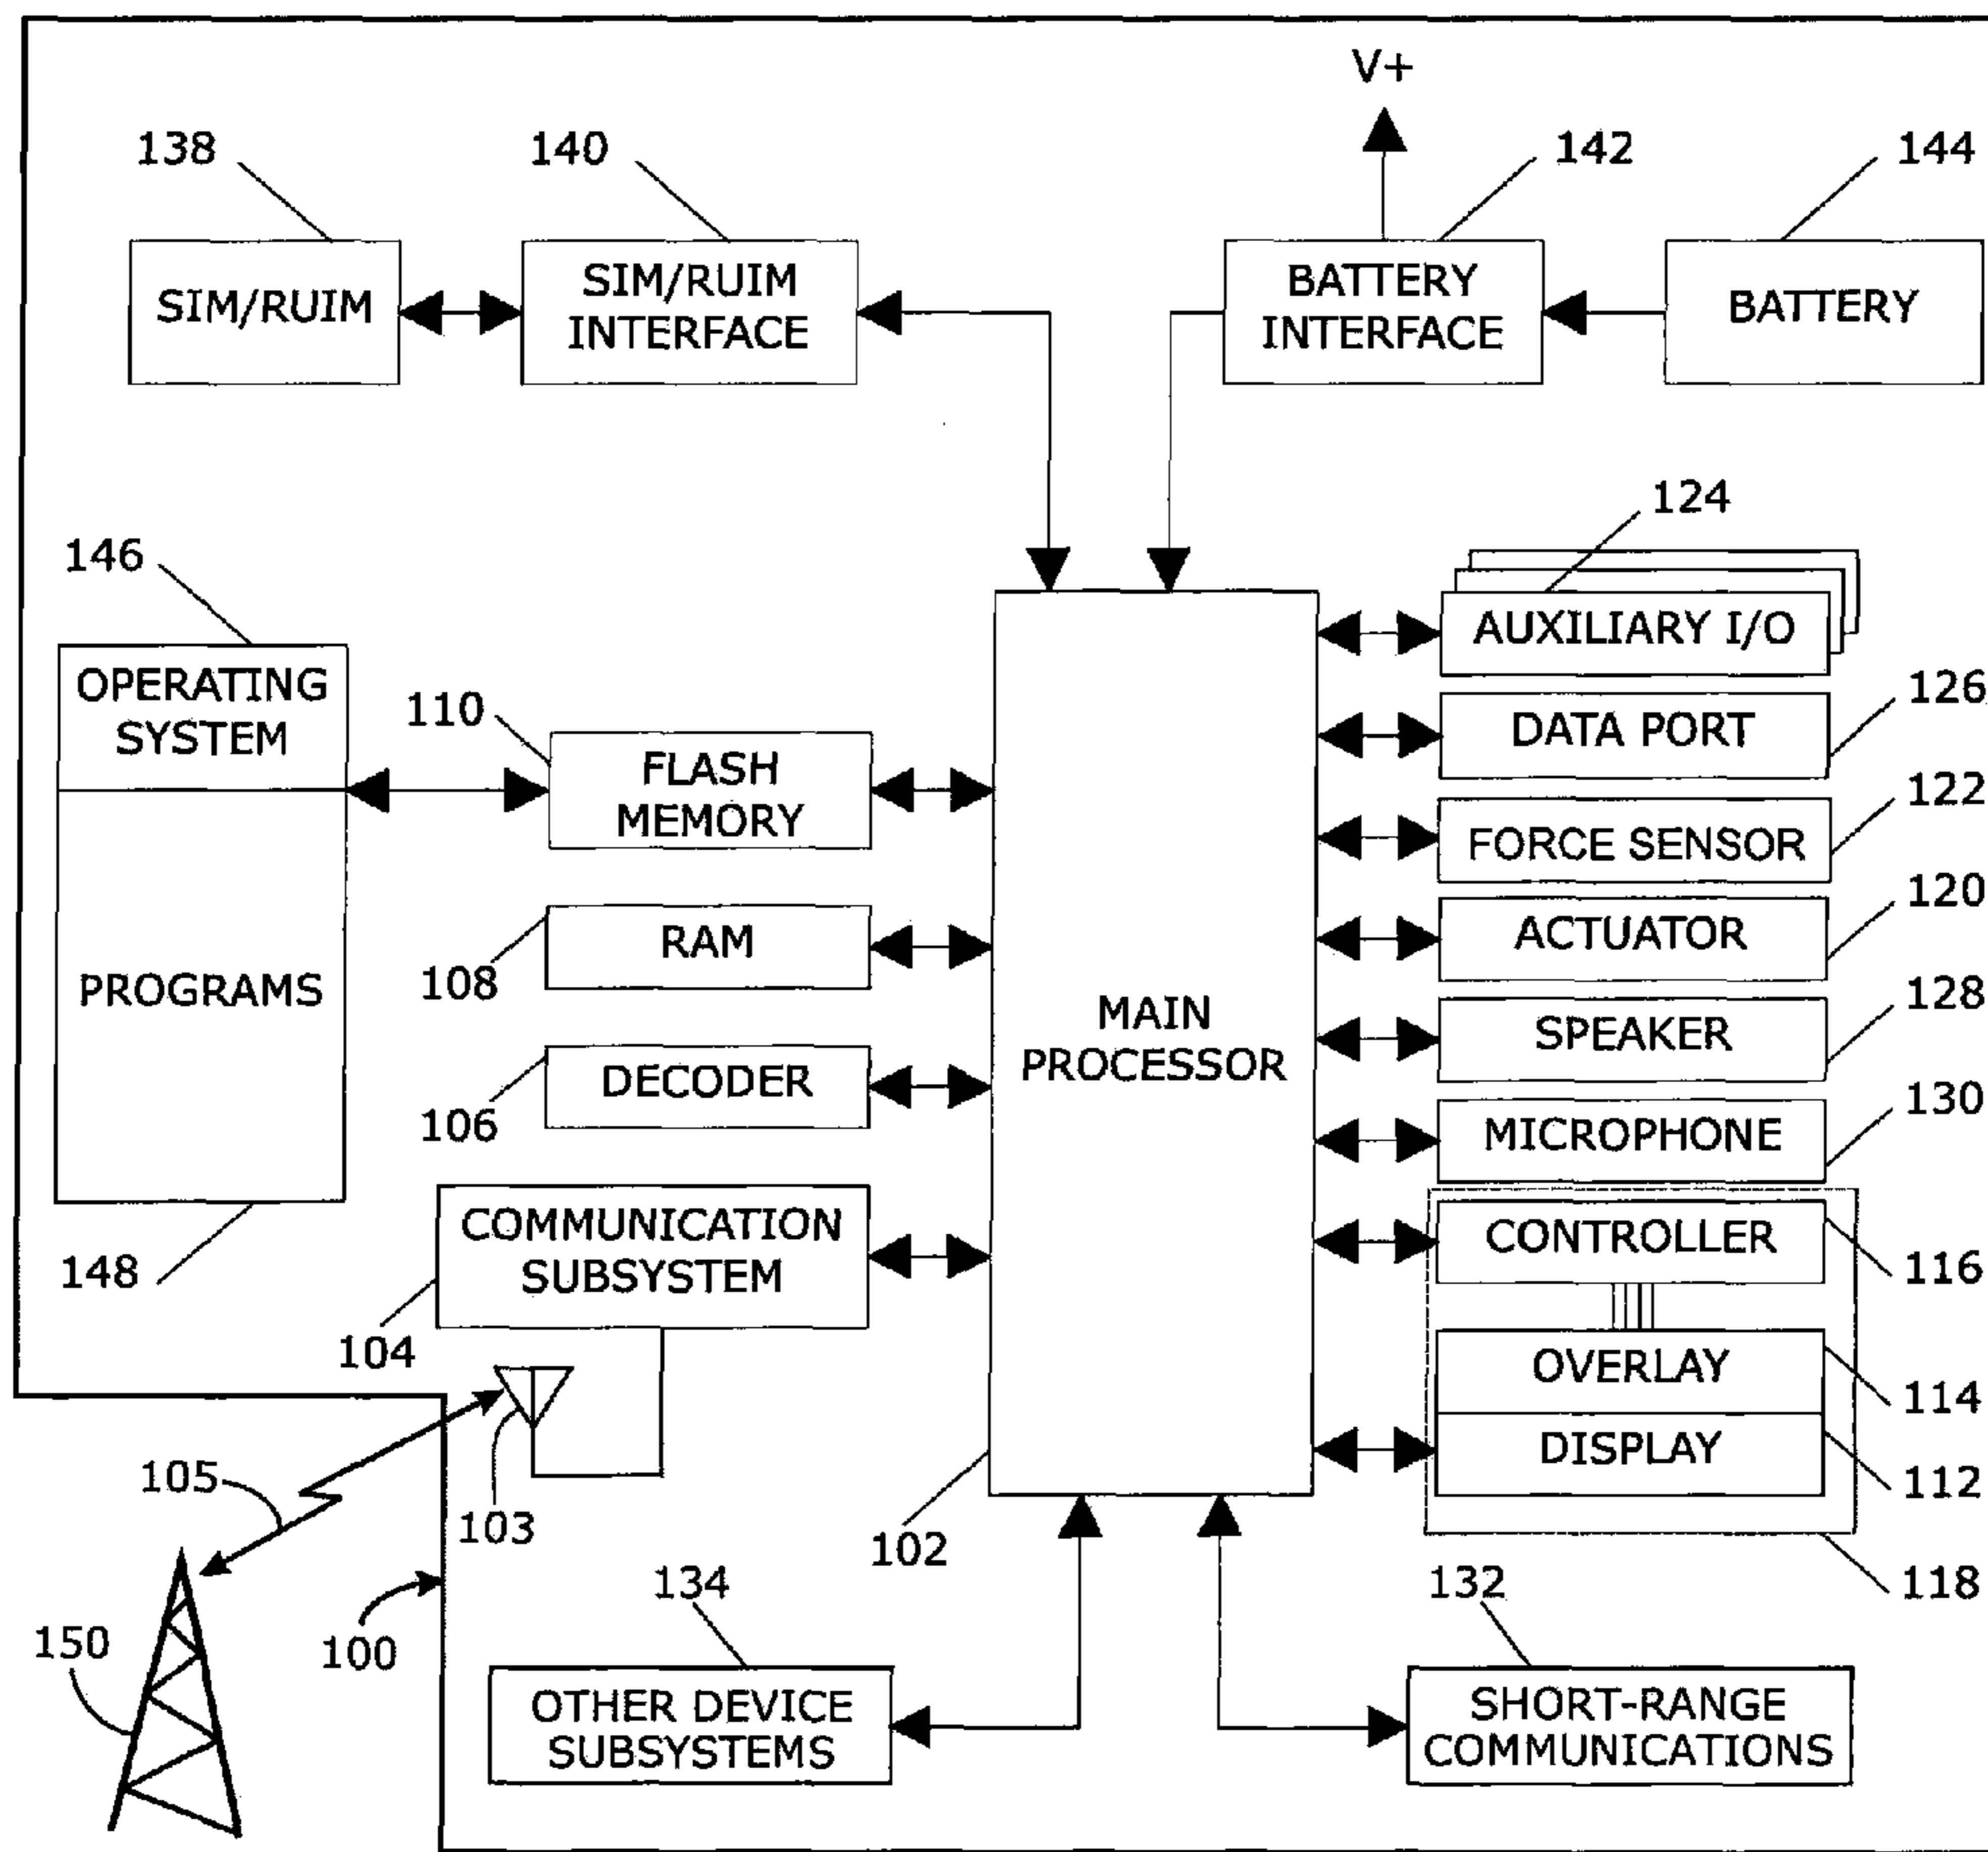 V+
138
140
142
144
SIM/RUIM
SIM/RUIM
INTERFACE
BATTERY
INTERFACE
BATTERY
124
146
AUXILIARY I/O
OPERATING
SYSTEM
110
126
DATA PORT
FLASH
MEMORY
122
FORCE SENSOR
120
ACTUATOR
RAM
108
PROGRAMS
128
SPEAKER
MAIN
PROCESSOR
DECODER
106
130
MICROPHONE
COMMUNICATION
SUBSYSTEM
104
148
CONTROLLER
116
OVERLAY
114
DISPLAY
112
105
103
102
118
134
132
150
100
OTHER DEVICE
SUBSYSTEMS
SHORT-RANGE
COMMUNICATIONS